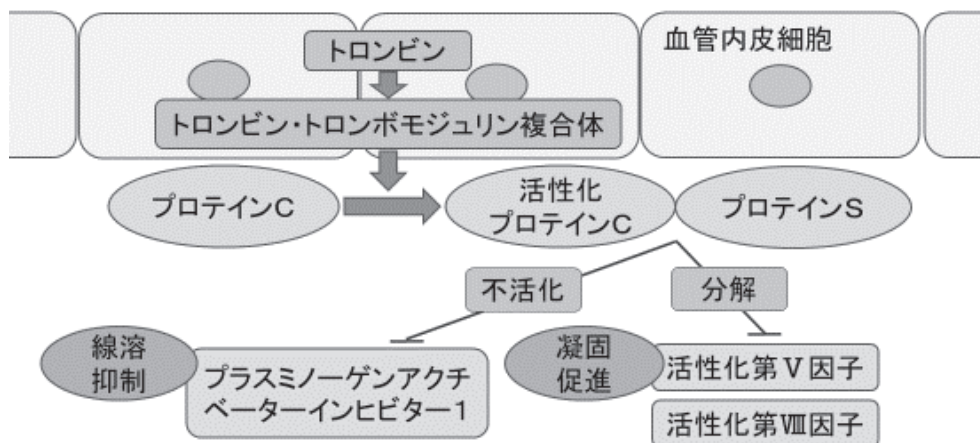 血管内皮細胞
トロンビン
トロンビン・トロンボモジュリン複合体
プロテインC
活性化
プロテインC
プロテインS
不活化
分解
線溶
抑制
プラスミノーゲンアクチ
ベーターインヒビター1
凝固
促進
活性化第Ⅴ因子
活性化第Ⅷ因子